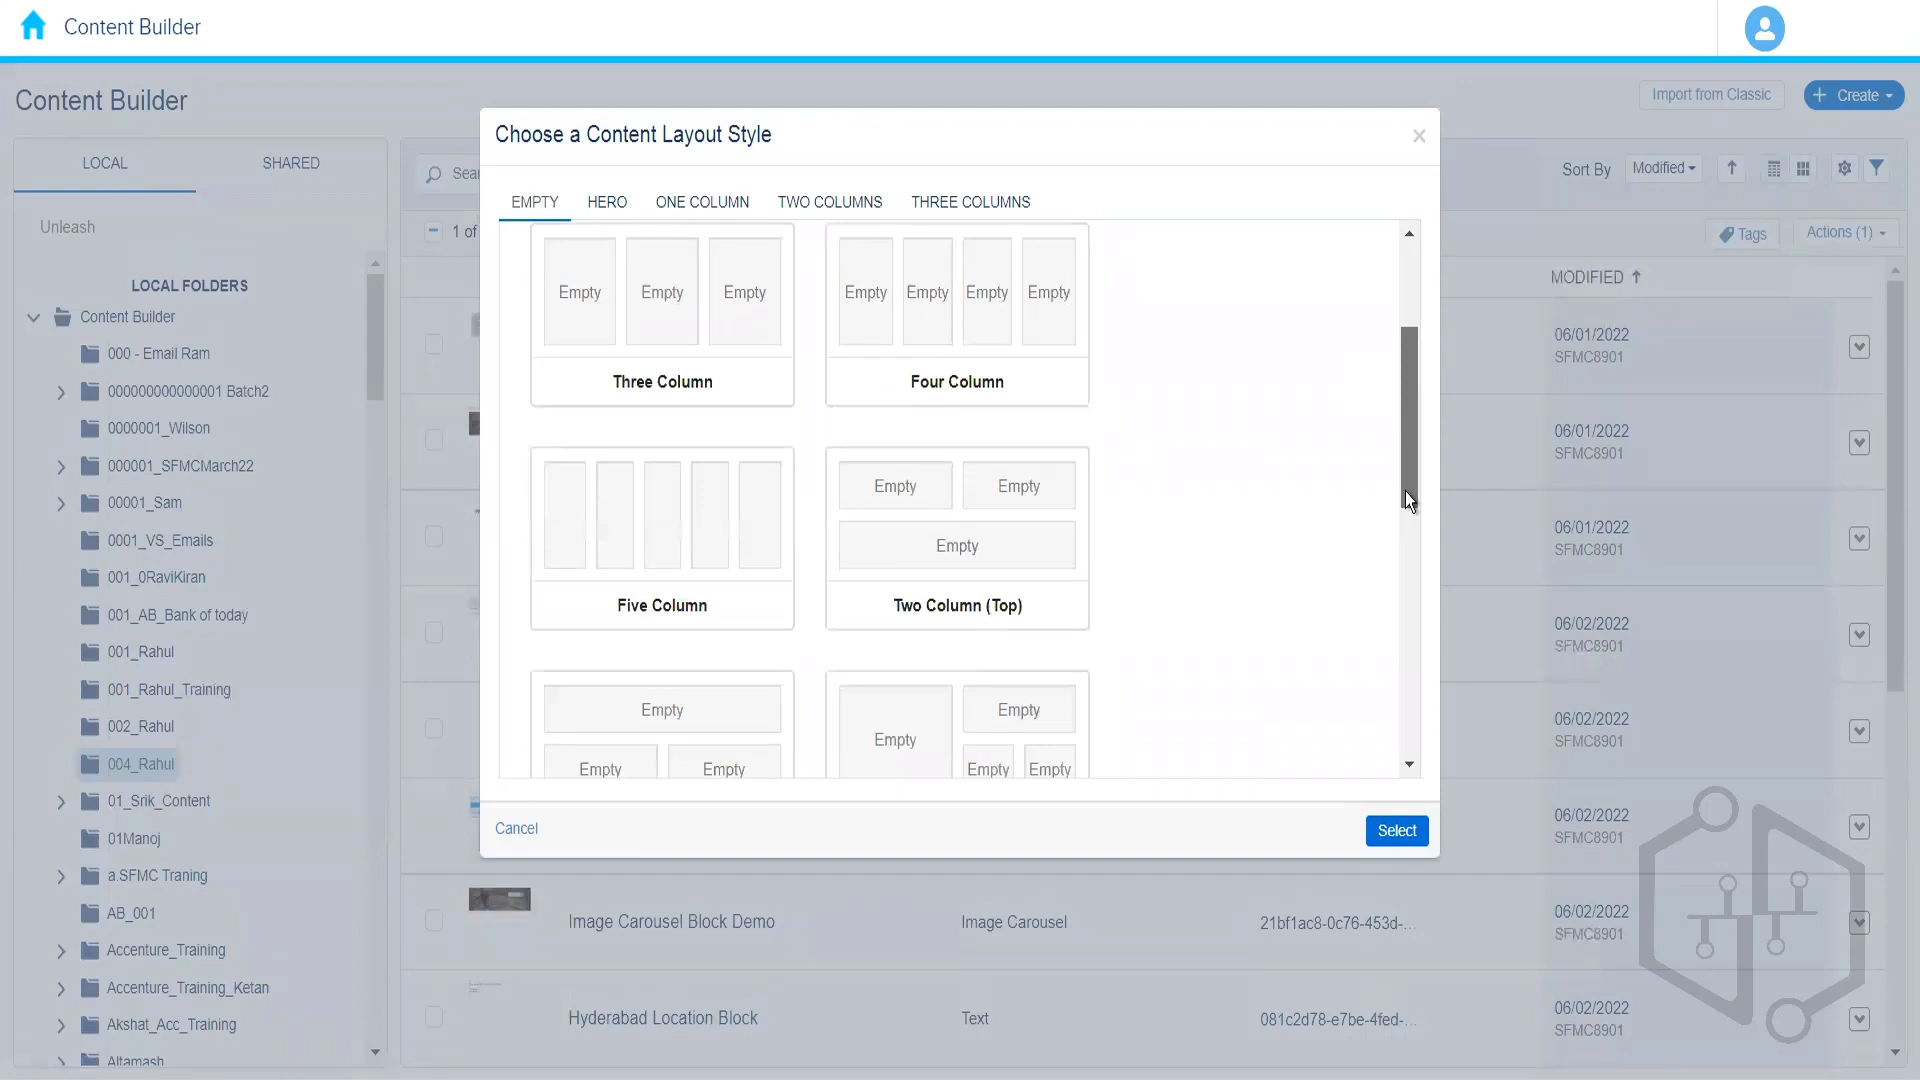 Content Builder
Content Builder
Import from Classic
Create
LOCAL
SHARED
Unleash
LOCAL FOLDERS
Content Builder
000 - Email Ram
000000000000001 Batch2
0000001_Wilson
000001_SFMCMarch22
00001_Sam
0001_VS_Emails
001_0RaviKiran
001_AB_Bank of today
001_Rahul
001_Rahul_Training
002_Rahul
004_Rahul
01_Srik_Content
01Manoj
a.SFMC Traning
AB_001
Accenture_Training
Accenture_Training_Ketan
Akshat_Acc_Training
Altamash
Sear
1 of
Sort By
Modified
Tags
Actions (1)
MODIFIED
06/01/2022
SFMC8901
06/01/2022
SFMC8901
06/01/2022
SFMC8901
06/02/2022
SFMC8901
06/02/2022
SFMC8901
06/02/2022
SFMC8901
Image Carousel Block Demo
Image Carousel
21bf1ac8-0c76-453d-...
06/02/2022
SFMC8901
Hyderabad Location Block
Text
081c2d78-e7be-4fed-...
06/02/2022
SFMC8901
Choose a Content Layout Style
EMPTY
HERO
ONE COLUMN
TWO COLUMNS
THREE COLUMNS
Empty Empty Empty
Three Column
Empty Empty Empty Empty
Four Column
Five Column
Empty Empty
Empty
Two Column (Top)
Empty
Empty Empty
Empty
Empty
Empty Empty
Cancel
Select